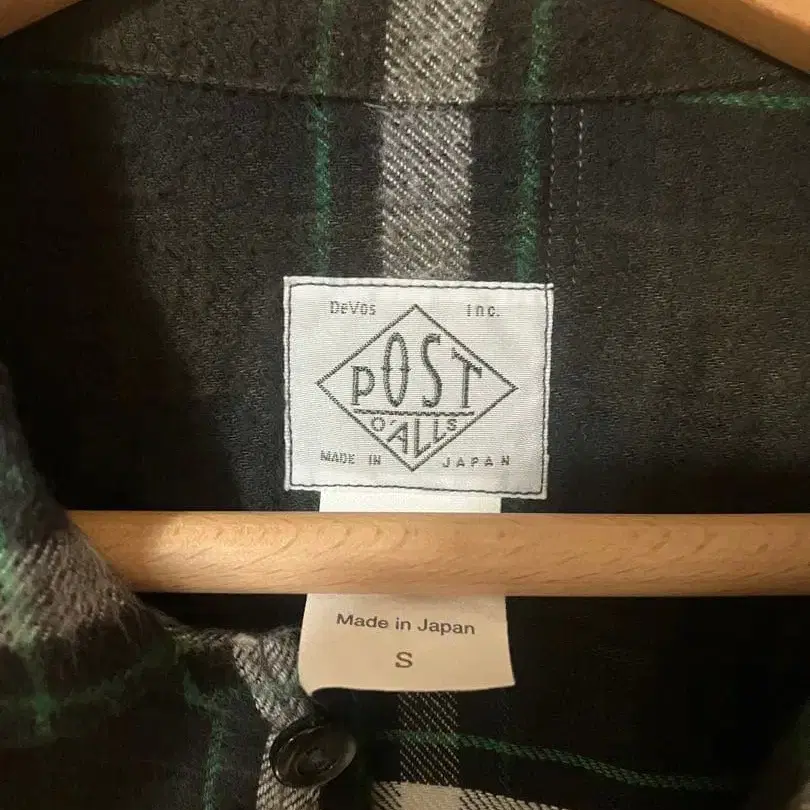 DeVos Inc.
POST
O'ALLS
MADE IN JAPAN
Made in Japan
S